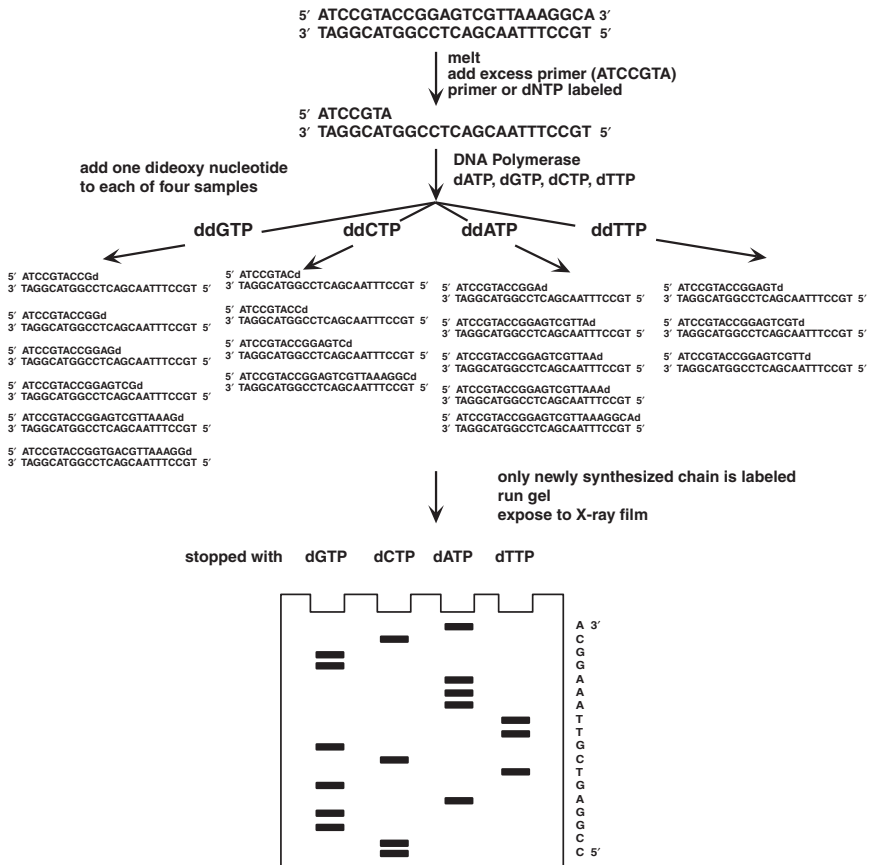 5′ ATCCGTACCGGAGTCGTTAAAGGCA 3′
3′ TAGGCATGGCCTCAGCAATTTCCGT 5′
melt
add excess primer (ATCCGTA)
primer or dNTP labeled
5′ ATCCGTA
3′ TAGGCATGGCCTCAGCAATTTCCGT 5′
add one dideoxy nucleotide
to each of four samples
DNA Polymerase
dATP, dGTP, dCTP, dTTP
ddGTP ddCTP ddATP ddTTP
5′ ATCCGTACCGd
3′ TAGGCATGGCCTCAGCAATTTCCGT 5′
5′ ATCCGTACCGGd
3′ TAGGCATGGCCTCAGCAATTTCCGT 5′
5′ ATCCGTACCGGAGd
3′ TAGGCATGGCCTCAGCAATTTCCGT 5′
5′ ATCCGTACCGGAGTCGd
3′ TAGGCATGGCCTCAGCAATTTCCGT 5′
5′ ATCCGTACCGGAGTCGTTAAAGd
3′ TAGGCATGGCCTCAGCAATTTCCGT 5′
5′ ATCCGTACCGGTGACGTTAAAGGd
3′ TAGGCATGGCCTCAGCAATTTCCGT 5′
5′ ATCCGTACd
3′ TAGGCATGGCCTCAGCAATTTCCGT 5′
5′ ATCCGTACCd
3′ TAGGCATGGCCTCAGCAATTTCCGT 5′
5′ ATCCGTACCGGAGTCd
3′ TAGGCATGGCCTCAGCAATTTCCGT 5′
5′ ATCCGTACCGGAGTCGTTAAAGGCd
3′ TAGGCATGGCCTCAGCAATTTCCGT 5′
5′ ATCCGTACCGGAd
3′ TAGGCATGGCCTCAGCAATTTCCGT 5′
5′ ATCCGTACCGGAGTCGTTAd
3′ TAGGCATGGCCTCAGCAATTTCCGT 5′
5′ ATCCGTACCGGAGTCGTTAAd
3′ TAGGCATGGCCTCAGCAATTTCCGT 5′
5′ ATCCGTACCGGAGTCGTTAAAd
3′ TAGGCATGGCCTCAGCAATTTCCGT 5′
5′ ATCCGTACCGGAGTCGTTAAAGGCAd
3′ TAGGCATGGCCTCAGCAATTTCCGT 5′
5′ ATCCGTACCGGAGTd
3′ TAGGCATGGCCTCAGCAATTTCCGT 5′
5′ ATCCGTACCGGAGTCGTd
3′ TAGGCATGGCCTCAGCAATTTCCGT 5′
5′ ATCCGTACCGGAGTCGTTd
3′ TAGGCATGGCCTCAGCAATTTCCGT 5′
only newly synthesized chain is labeled
run gel
expose to X-ray film
stopped with dGTP dCTP dATP dTTP
A 3′
C
G
G
A
A
A
T
T
G
C
T
G
A
G
G
C
C 5′